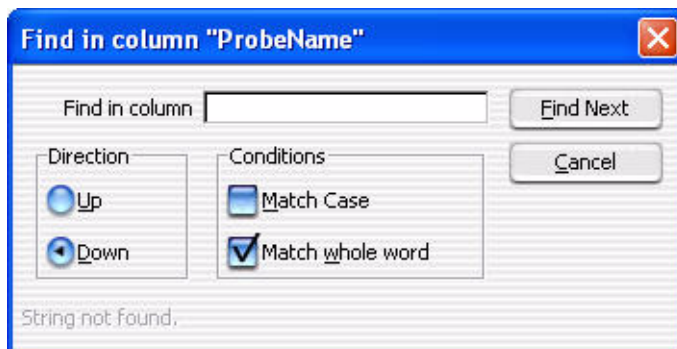 Find in column "ProbeName"
Find in column
Find Next
Direction
Conditions
Cancel
Up
Match Case
Down
Match whole word
String not found.